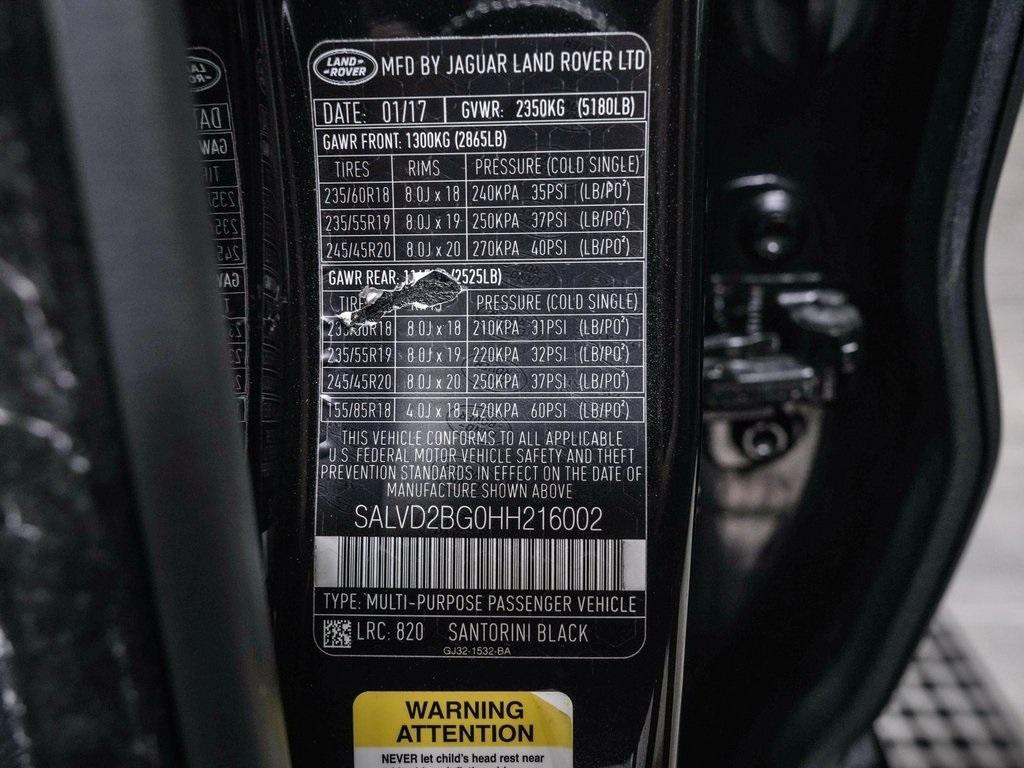 LAND-
-ROVER
MFD BY JAGUAR LAND ROVER LTD
DATE: 01/17 GVWR: 2350KG (5180LB)
GAWR FRONT: 1300KG (2865LB)
TIRES RIMS PRESSURE (COLD SINGLE)
235/60R18 8.0J x 18 240KPA 35PSI (LB/PO²)
235/55R19 8.0J x 19 250KPA 37PSI (LB/PO²)
245/45R20 8.0J x 20 270KPA 40PSI (LB/PO²)
GAWR REAR: (2525LB)
PRESSURE (COLD SINGLE)
8.0J x 18 210KPA 31PSI (LB/PO²)
235/55R19 8.0J x 19 220KPA 32PSI (LB/PO²)
245/45R20 8.0J x 20 250KPA 37PSI (LB/PO²)
155/85R18 4.0J x 18 420KPA 60PSI (LB/PO²)
THIS VEHICLE CONFORMS TO ALL APPLICABLE
U.S FEDERAL MOTOR VEHICLE SAFETY AND THEFT
PREVENTION STANDARDS IN EFFECT ON THE DATE OF
MANUFACTURE SHOWN ABOVE
SALVD2BG0HH216002
TYPE: MULTI-PURPOSE PASSENGER VEHICLE
LRC: 820 SANTORINI BLACK
GJ32-1532-BA
WARNING
ATTENTION
NEVER let child's head rest near